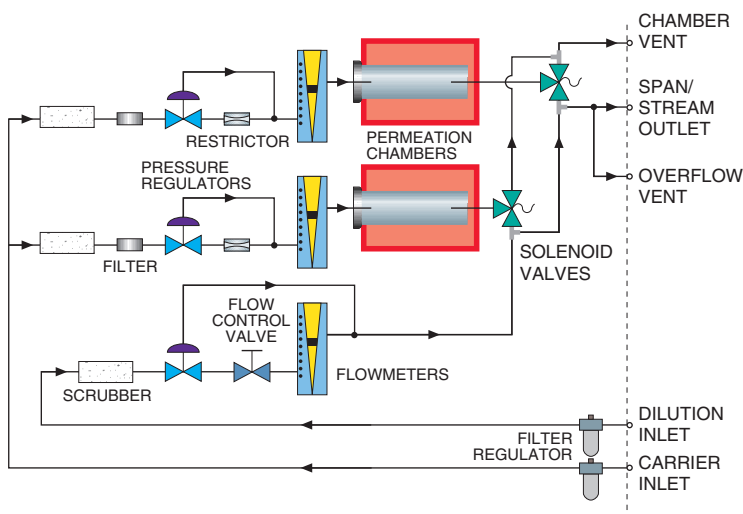 CHAMBER
VENT
SPAN/
STREAM
OUTLET
OVERFLOW
VENT
RESTRICTOR
PERMEATION
CHAMBERS
PRESSURE
REGULATORS
FILTER
SOLENOID
VALVES
FLOW
CONTROL
VALVE
SCRUBBER
FLOWMETERS
DILUTION
INLET
FILTER
REGULATOR
CARRIER
INLET